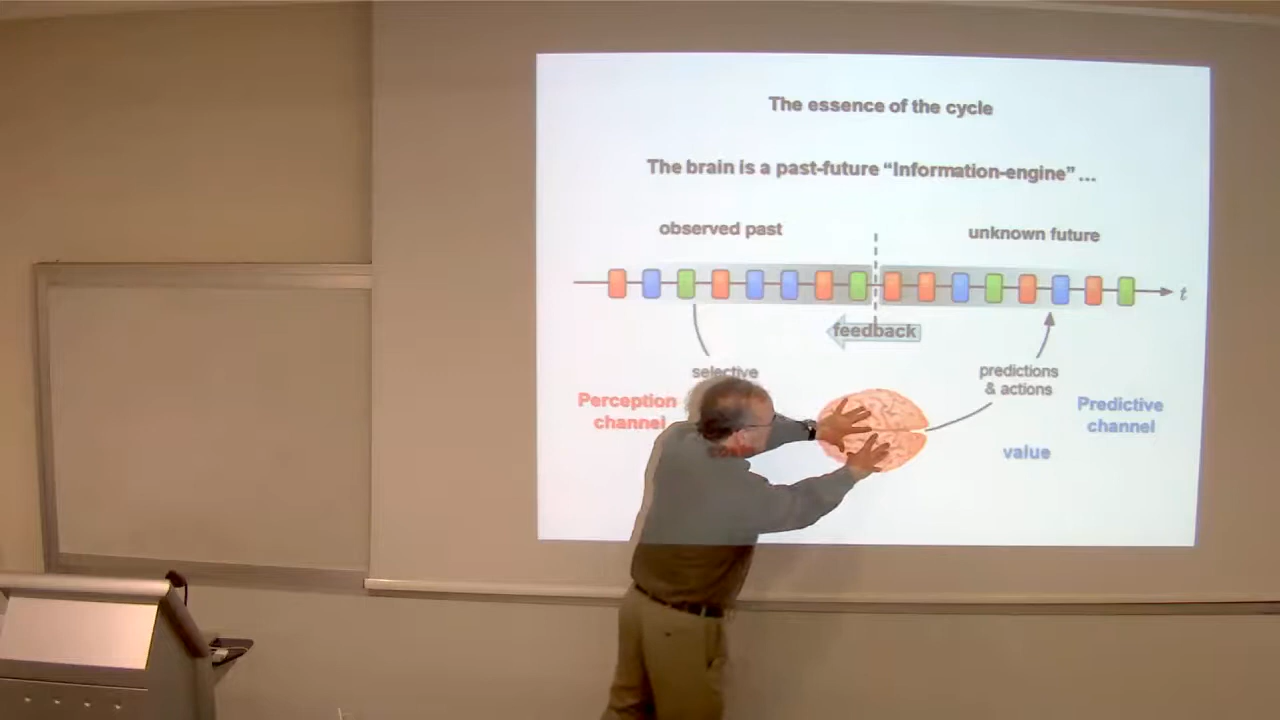 The essence of the cycle
The brain is a past-future “Information-engine” ...
observed past
unknown future
t
feedback
selective
predictions
& actions
Perception
channel
Predictive
channel
value